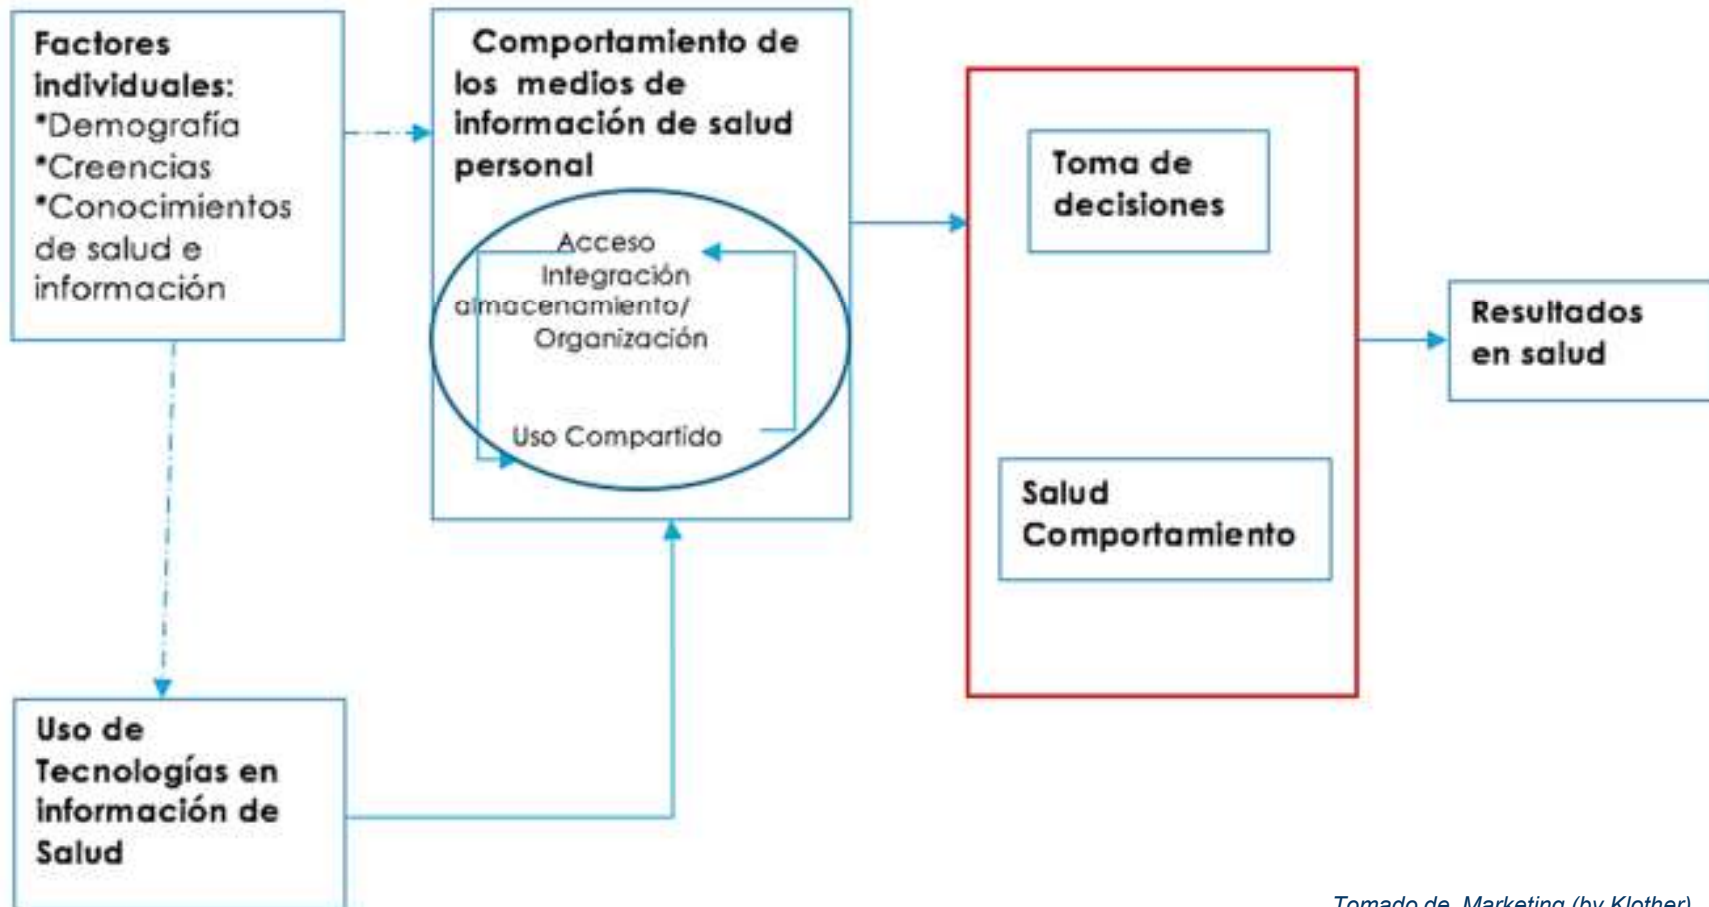 Factores
individuales:
*Demografía
*Creencias
*Conocimientos
de salud e
información
Comportamiento de
los medios de
información de salud
personal
Acceso
Integración
almacenamiento/
Organización
Uso Compartido
Toma de
decisiones
Salud
Comportamiento
Resultados
en salud
Uso de
Tecnologías en
información de
Salud
Tomado de Marketing (by Klother)